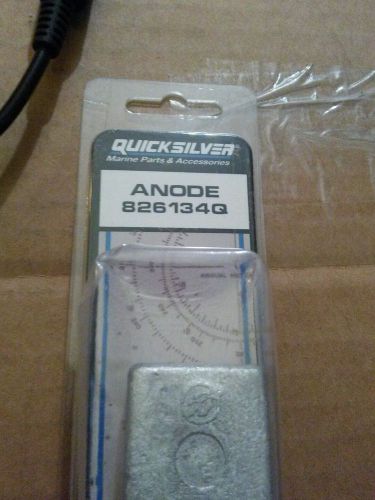 QUICKSILVER
Marine Parts & Accessories
ANODE
826134Q